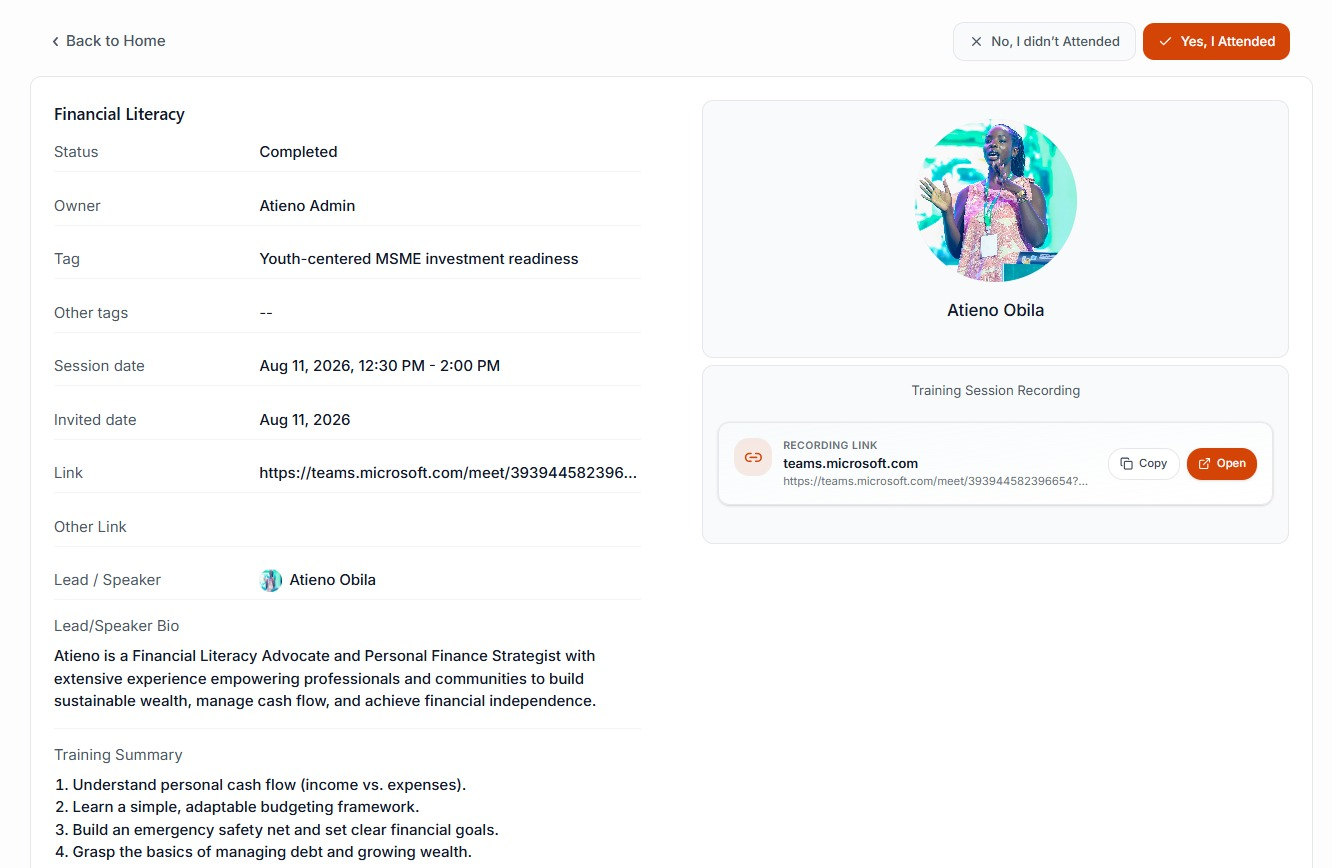 Back to Home
No, I didn't Attended
Yes, I Attended
Financial Literacy
Status Completed
Owner Atieno Admin
Tag Youth-centered MSME investment readiness
Other tags --
Session date Aug 11, 2026, 12:30 PM - 2:00 PM
Invited date Aug 11, 2026
Link https://teams.microsoft.com/meet/393944582396...
Other Link
Lead / Speaker Atieno Obila
Lead/Speaker Bio
Atieno is a Financial Literacy Advocate and Personal Finance Strategist with
extensive experience empowering professionals and communities to build
sustainable wealth, manage cash flow, and achieve financial independence.
Training Summary
1. Understand personal cash flow (income vs. expenses).
2. Learn a simple, adaptable budgeting framework.
3. Build an emergency safety net and set clear financial goals.
4. Grasp the basics of managing debt and growing wealth.
Atieno Obila
Training Session Recording
RECORDING LINK
teams.microsoft.com
https://teams.microsoft.com/meet/393944582396654?...
Copy
Open